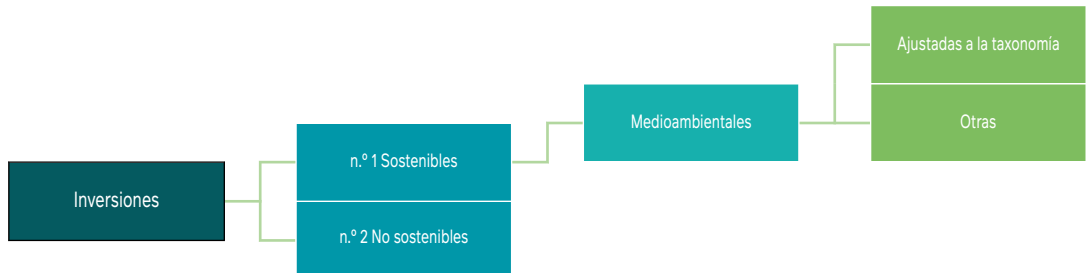 Inversiones
n.º 1 Sostenibles
n.º 2 No sostenibles
Medioambientales
Ajustadas a la taxonomía
Otras